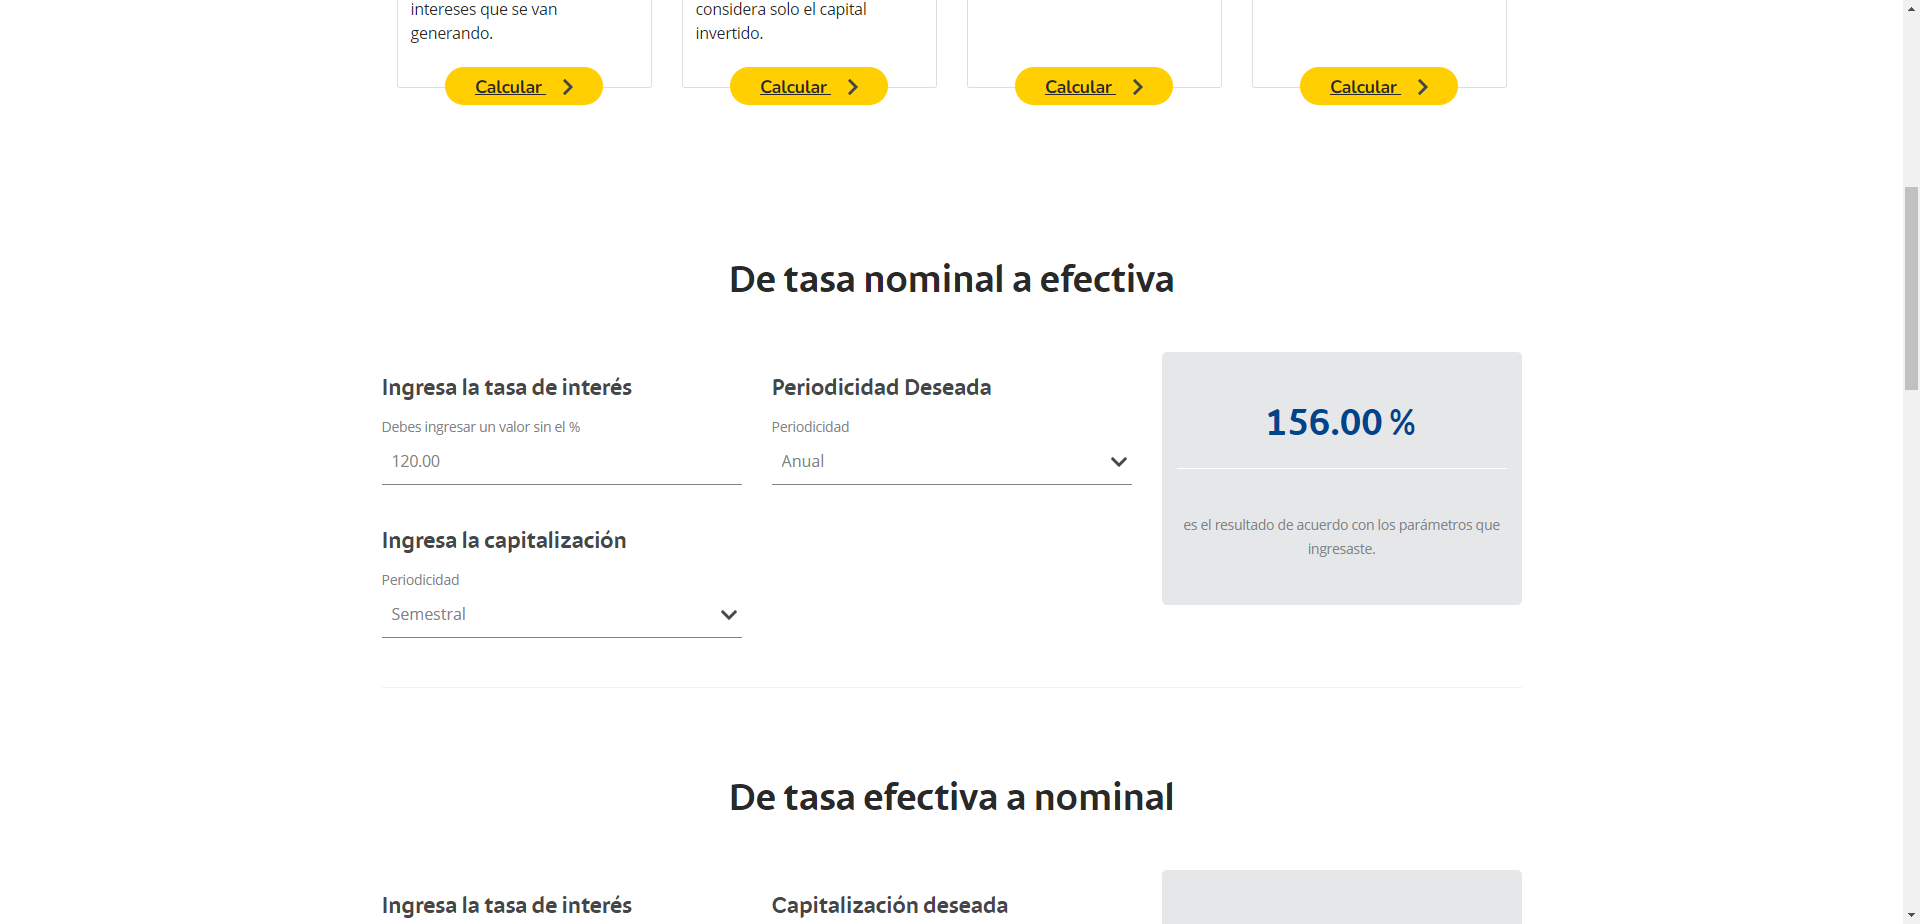 intereses que se van
generando.
considera solo el capital
invertido.
Calcular
Calcular
Calcular
Calcular
De tasa nominal a efectiva
Ingresa la tasa de interés
Debes ingresar un valor sin el %
120.00
Periodicidad Deseada
Periodicidad
Anual
156.00 %
es el resultado de acuerdo con los parámetros que
ingresaste.
Ingresa la capitalización
Periodicidad
Semestral
De tasa efectiva a nominal
Ingresa la tasa de interés
Capitalización deseada